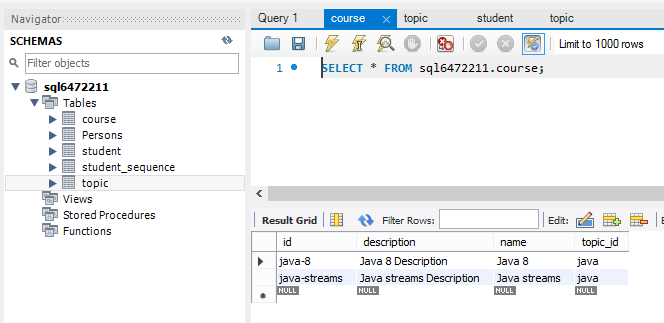 Navigator
SCHEMAS
Filter objects
sql6472211
Tables
course
Persons
student
student_sequence
topic
Views
Stored Procedures
Functions
Query 1 course topic student topic
Limit to 1000 rows
1 SELECT * FROM sql6472211.course;
Result Grid Filter Rows: Edit:
id description name topic_id
java-8 Java 8 Description Java 8 java
java-streams Java streams Description Java streams java
NULL NULL NULL NULL